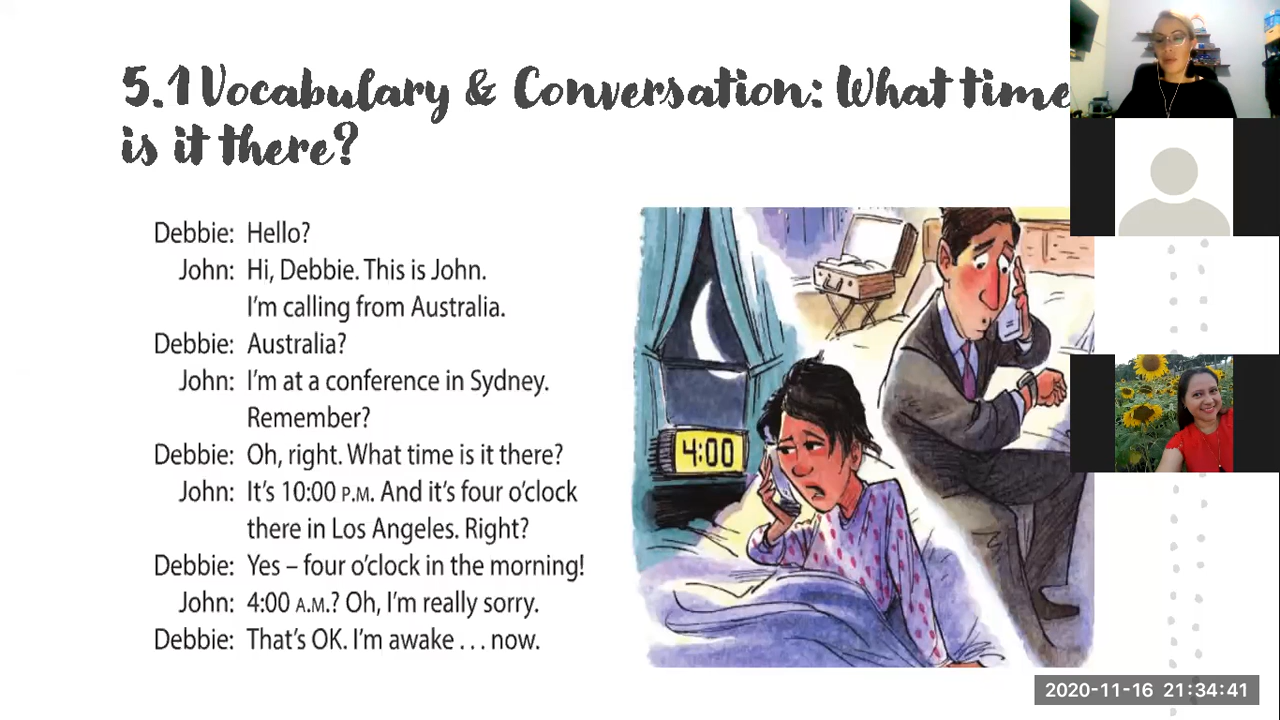 5.1 Vocabulary & Conversation: What time
is it there?
Debbie: Hello?
John: Hi, Debbie. This is John.
I'm calling from Australia.
Debbie: Australia?
John: I'm at a conference in Sydney.
Remember?
Debbie: Oh, right. What time is it there?
John: It's 10:00 P.M. And it's four o'clock
there in Los Angeles. Right?
Debbie: Yes – four o'clock in the morning!
John: 4:00 A.M.? Oh, I'm really sorry.
Debbie: That's OK. I'm awake . . . now.
4:00
2020-11-16 21:34:41